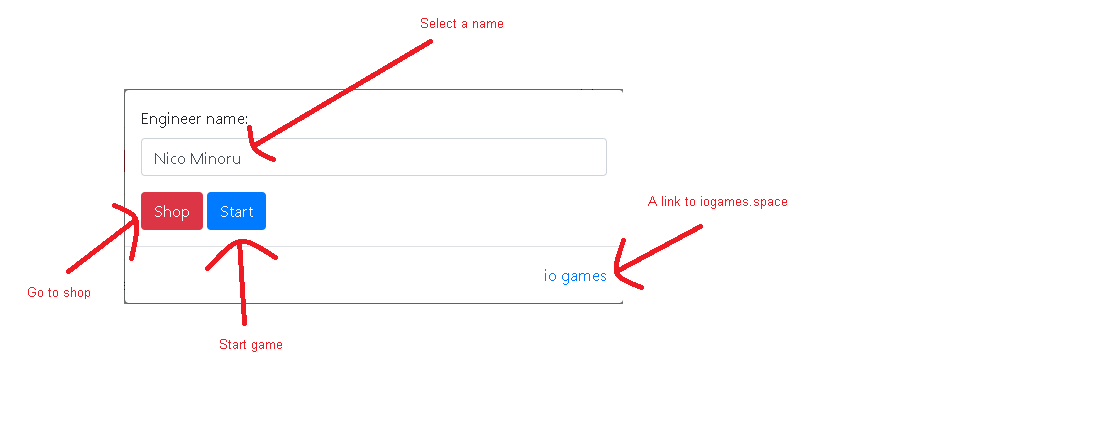 Select a name
Engineer name:
Nico Minoru
Shop Start
A link to iogames.space
io games
Go to shop
Start game